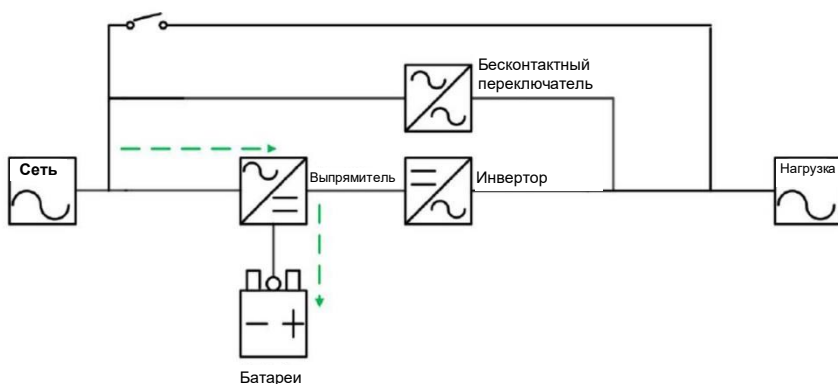 Бесконтактный
переключатель
Сеть
Выпрямитель
Инвертор
Нагрузка
Батареи